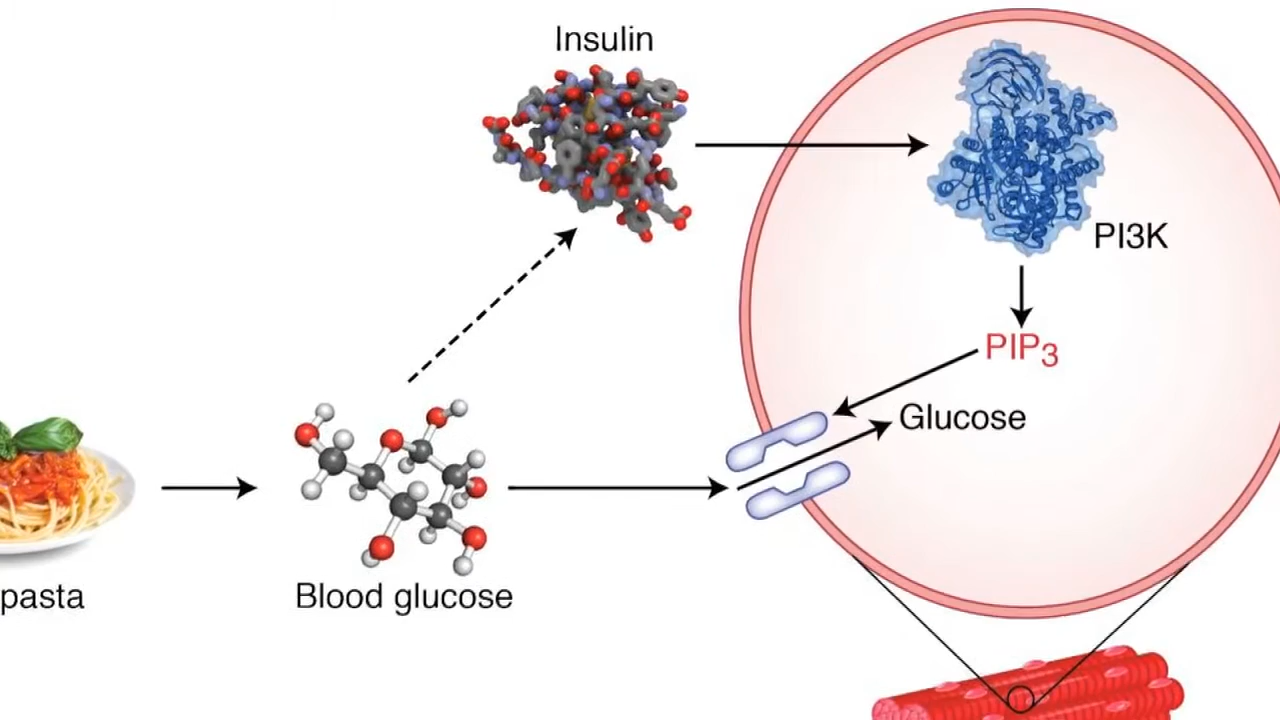 Insulin
PI3K
PIP3
Glucose
pasta
Blood glucose